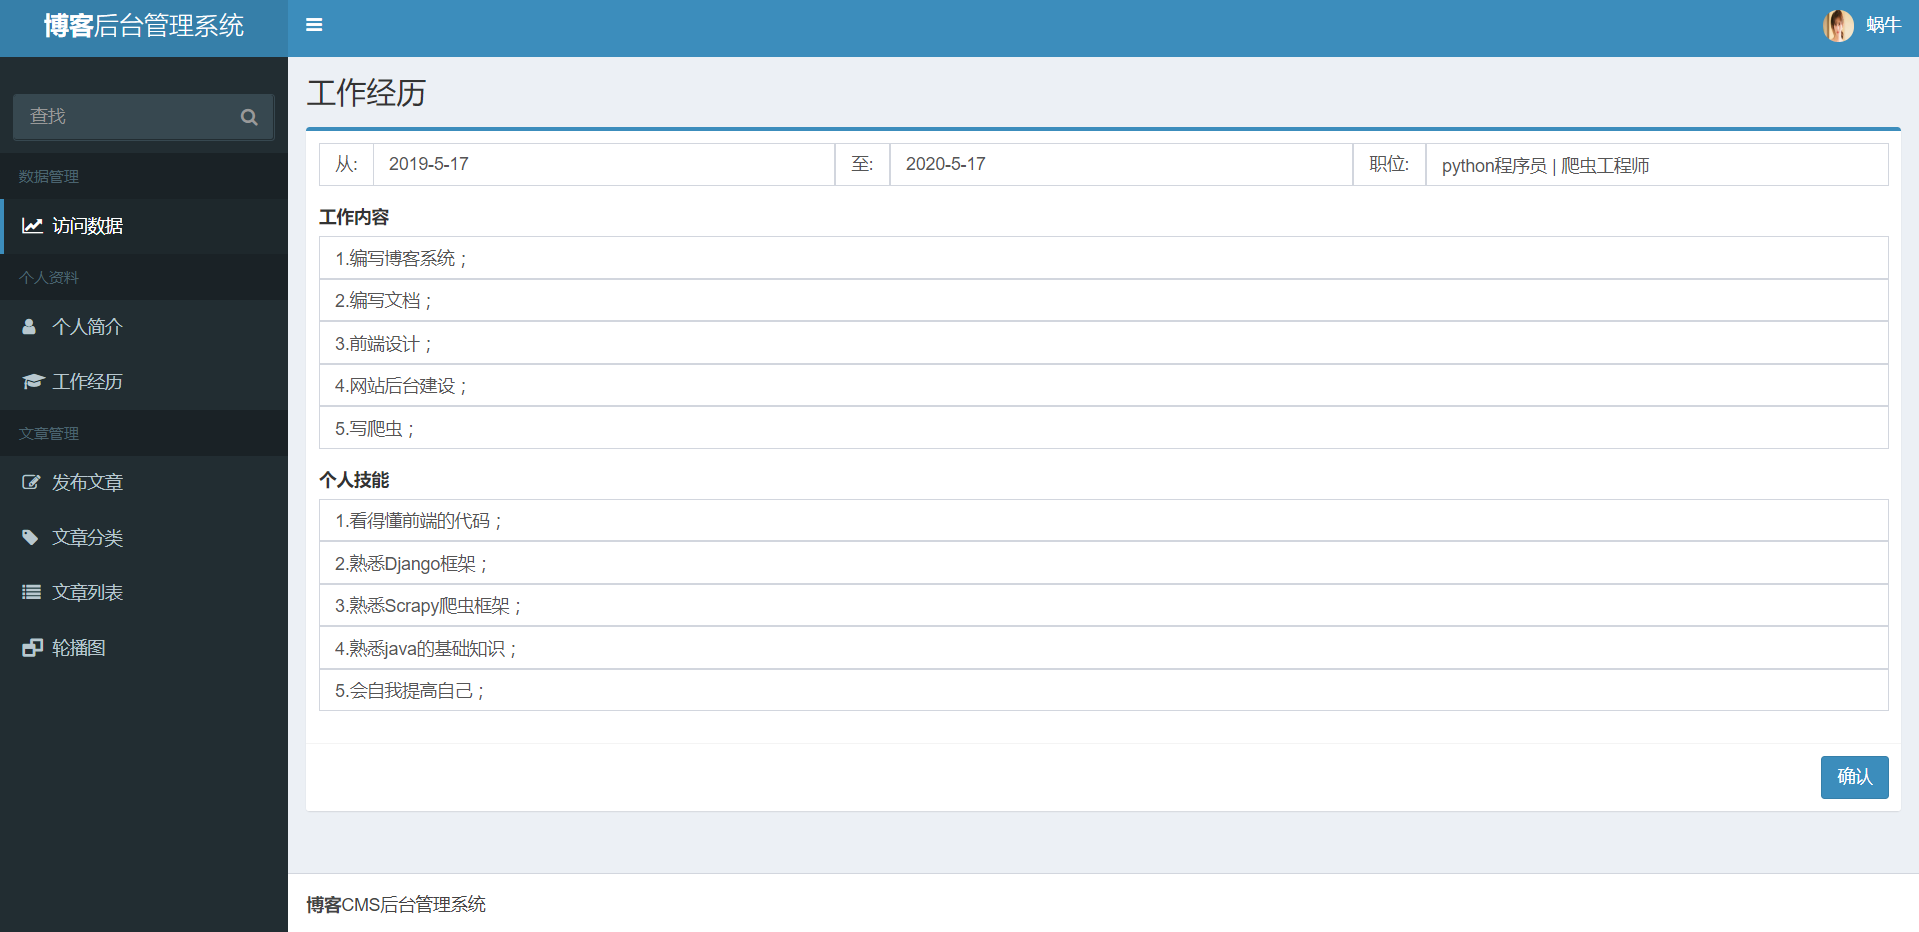 博客后台管理系统
蜗牛
查找
数据管理
访问数据
个人资料
个人简介
工作经历
文章管理
发布文章
文章分类
文章列表
轮播图
工作经历
从: 2019-5-17 至: 2020-5-17 职位: python程序员 | 爬虫工程师
工作内容
1.编写博客系统；
2.编写文档；
3.前端设计；
4.网站后台建设；
5.写爬虫；
个人技能
1.看得懂前端的代码；
2.熟悉Django框架；
3.熟悉Scrapy爬虫框架；
4.熟悉java的基础知识；
5.会自我提高自己；
确认
博客CMS后台管理系统